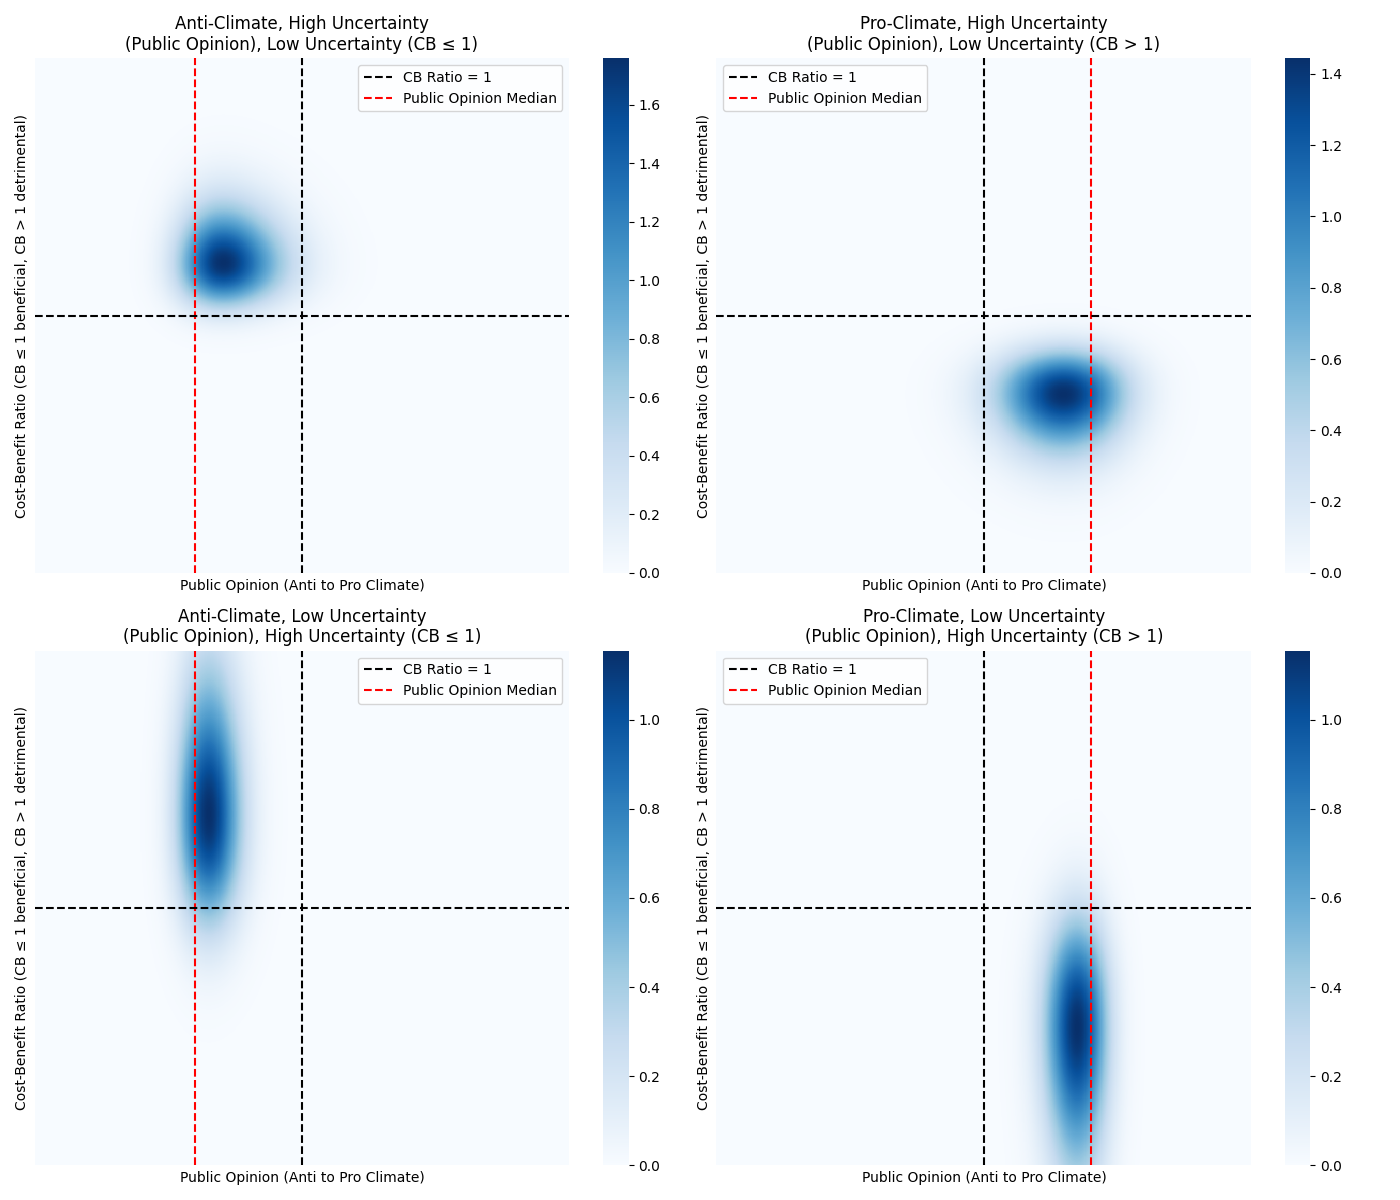 Anti-Climate, High Uncertainty
(Public Opinion), Low Uncertainty (CB ≤ 1)
CB Ratio = 1
Public Opinion Median
Cost-Benefit Ratio (CB ≤ 1 beneficial, CB > 1 detrimental)
Public Opinion (Anti to Pro Climate)
1.6
1.4
1.2
1.0
0.8
0.6
0.4
0.2
0.0
Pro-Climate, High Uncertainty
(Public Opinion), Low Uncertainty (CB > 1)
CB Ratio = 1
Public Opinion Median
Cost-Benefit Ratio (CB ≤ 1 beneficial, CB > 1 detrimental)
Public Opinion (Anti to Pro Climate)
1.4
1.2
1.0
0.8
0.6
0.4
0.2
0.0
Anti-Climate, Low Uncertainty
(Public Opinion), High Uncertainty (CB ≤ 1)
CB Ratio = 1
Public Opinion Median
Cost-Benefit Ratio (CB ≤ 1 beneficial, CB > 1 detrimental)
Public Opinion (Anti to Pro Climate)
1.0
0.8
0.6
0.4
0.2
0.0
Pro-Climate, Low Uncertainty
(Public Opinion), High Uncertainty (CB > 1)
CB Ratio = 1
Public Opinion Median
Cost-Benefit Ratio (CB ≤ 1 beneficial, CB > 1 detrimental)
Public Opinion (Anti to Pro Climate)
1.0
0.8
0.6
0.4
0.2
0.0